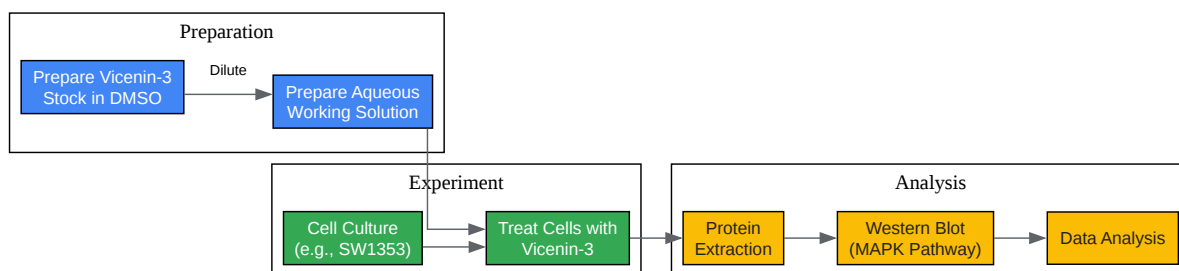 Preparation
Prepare Vicenin-3
Stock in DMSO
Dilute
Prepare Aqueous
Working Solution
Experiment
Cell Culture
(e.g., SW1353)
Treat Cells with
Vicenin-3
Analysis
Protein
Extraction
Western Blot
(MAPK Pathway)
Data Analysis